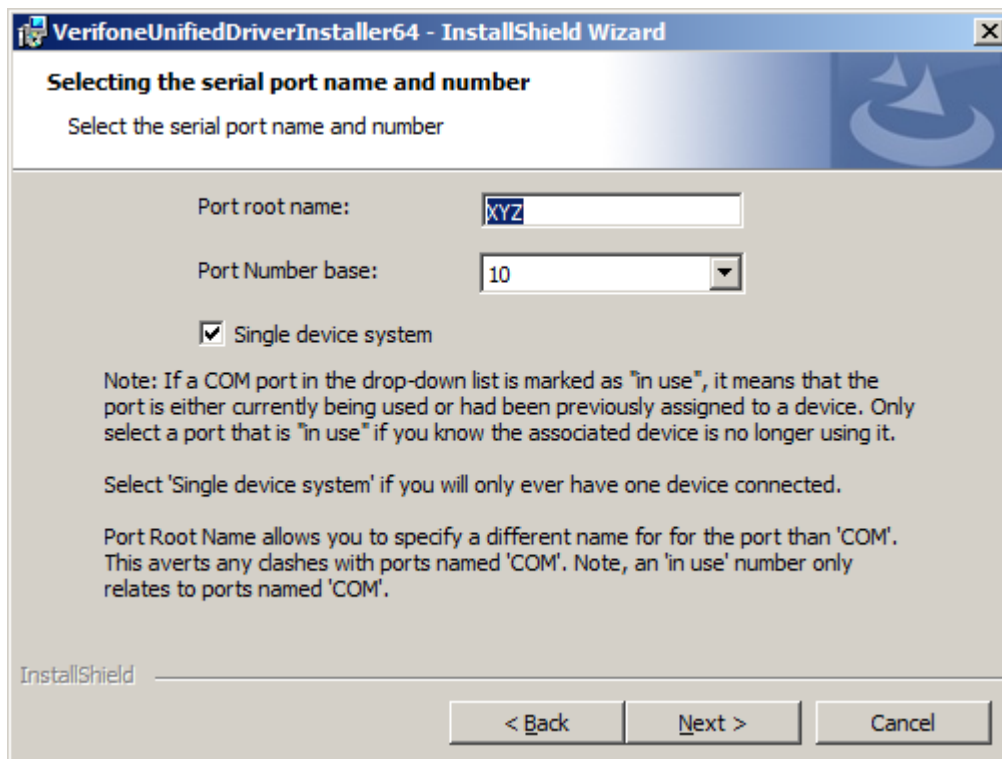 VerifoneUnifiedDriverInstaller64 - InstallShield Wizard
Selecting the serial port name and number
Select the serial port name and number
Port root name:
XYZ
Port Number base:
10
Single device system
Note: If a COM port in the drop-down list is marked as "in use", it means that the
port is either currently being used or had been previously assigned to a device. Only
select a port that is "in use" if you know the associated device is no longer using it.
Select 'Single device system' if you will only ever have one device connected.
Port Root Name allows you to specify a different name for for the port than 'COM'.
This averts any clashes with ports named 'COM'. Note, an 'in use' number only
relates to ports named 'COM'.
InstallShield
< Back
Next >
Cancel